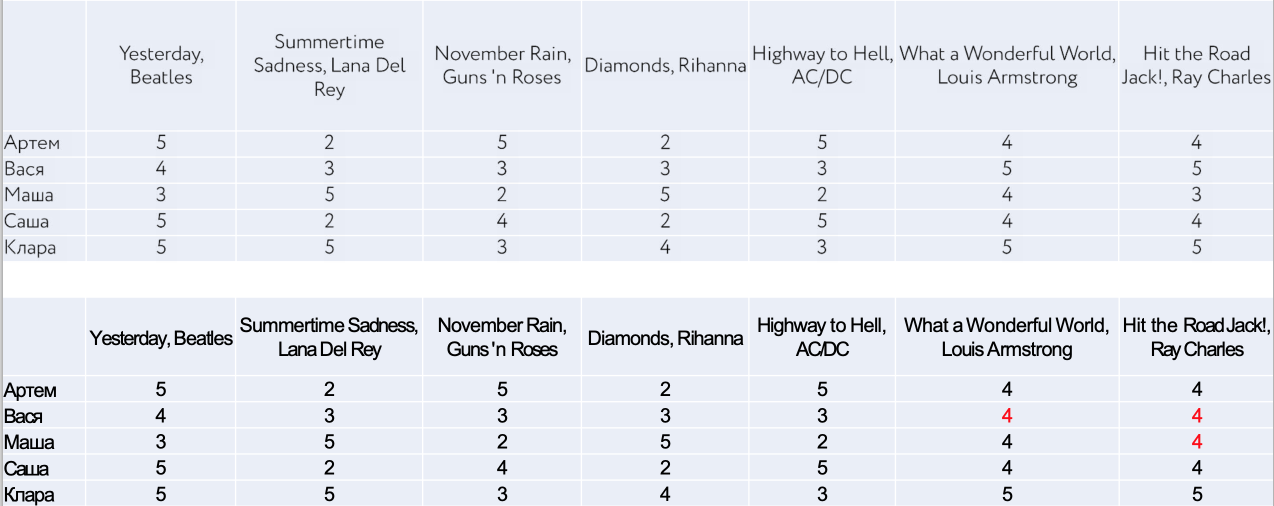 Yesterday, Beatles Summertime Sadness, Lana Del Rey November Rain, Guns 'n Roses Diamonds, Rihanna Highway to Hell, AC/DC What a Wonderful World, Louis Armstrong Hit the Road Jack!, Ray Charles
Артем 5 2 5 2 5 4 4
Вася 4 3 3 3 3 5 5
Маша 3 5 2 5 2 4 3
Саша 5 2 4 2 5 4 4
Клара 5 5 3 4 3 5 5
Yesterday, Beatles Summertime Sadness, Lana Del Rey November Rain, Guns 'n Roses Diamonds, Rihanna Highway to Hell, AC/DC What a Wonderful World, Louis Armstrong Hit the Road Jack!, Ray Charles
Артем 5 2 5 2 5 4 4
Вася 4 3 3 3 3 4 4
Маша 3 5 2 5 2 4 4
Саша 5 2 4 2 5 4 4
Клара 5 5 3 4 3 5 5